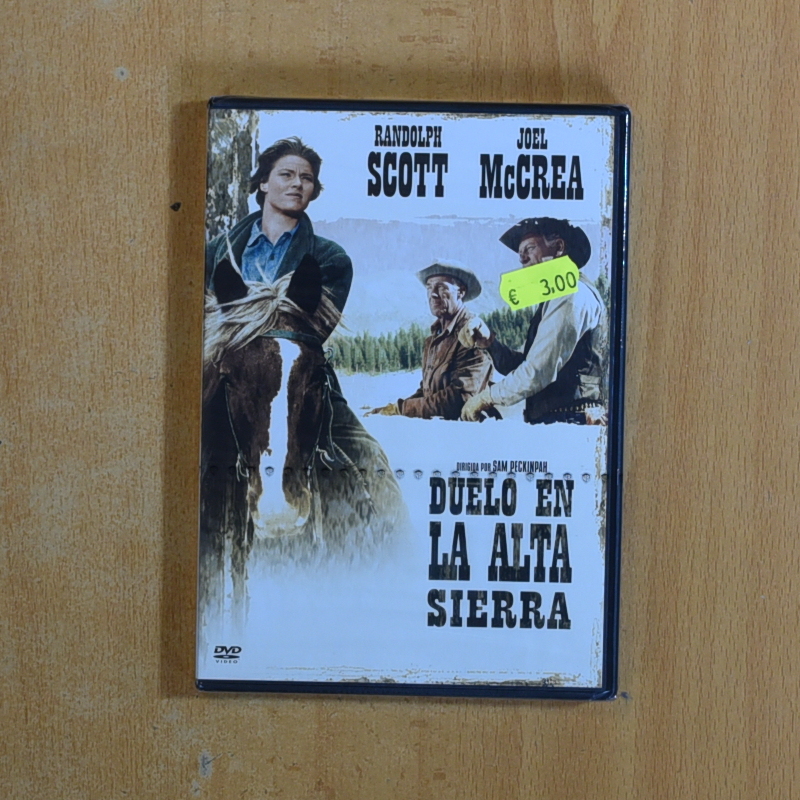 RANDOLPH
SCOTT
JOEL
McCREA
€ 3.00
DIRIGIDA POR SAM PECKINPAH
DUELO EN
LA ALTA
SIERRA
DVD
VIDEO